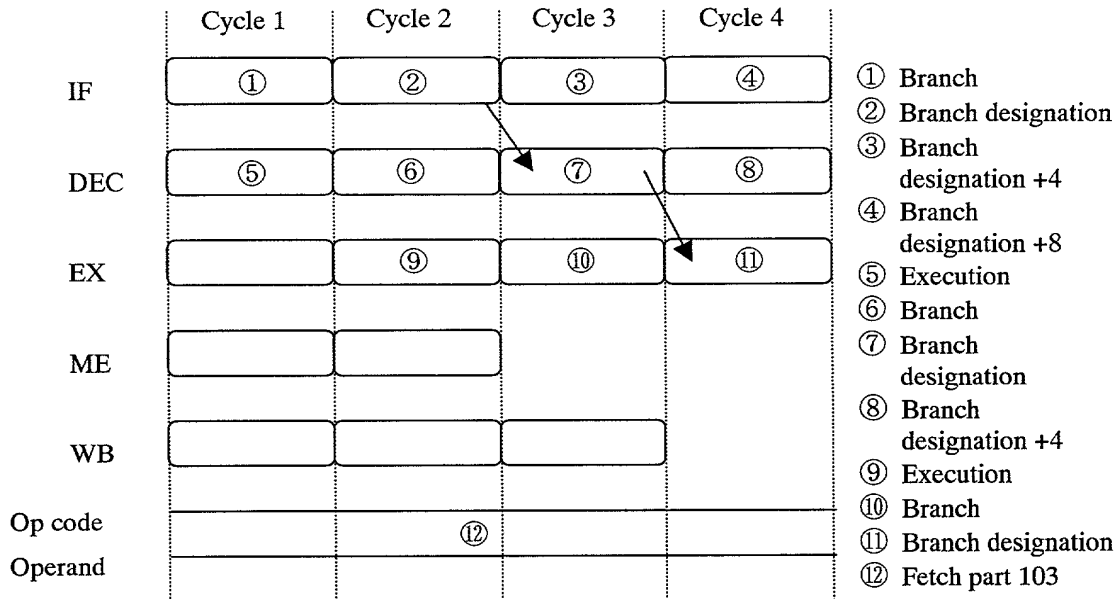 Cycle 1 Cycle 2 Cycle 3 Cycle 4
IF ① ② ③ ④
DEC ⑤ ⑥ ⑦ ⑧
EX ⑨ ⑩ ⑪
ME
WB
Op code
⑫
Operand
① Branch
② Branch designation
③ Branch
designation +4
④ Branch
designation +8
⑤ Execution
⑥ Branch
⑦ Branch
designation
⑧ Branch
designation +4
⑨ Execution
⑩ Branch
⑪ Branch designation
⑫ Fetch part 103